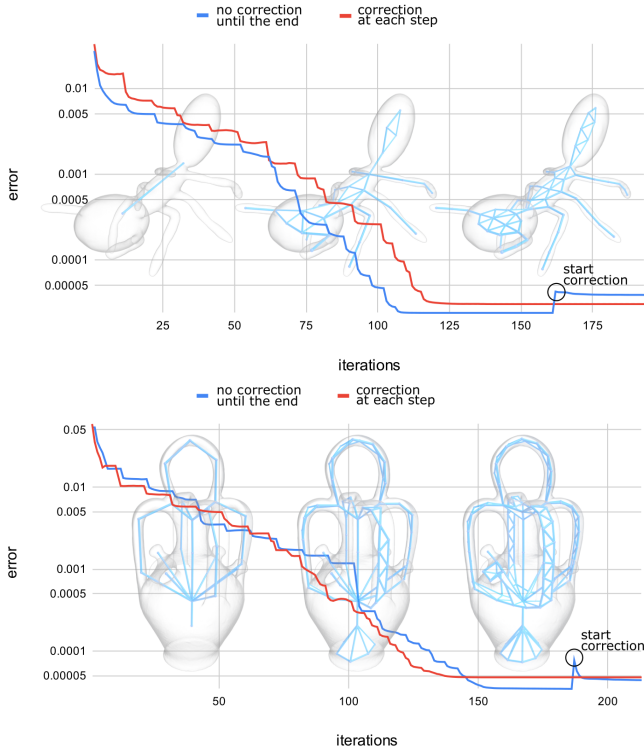 no correction
until the end
correction
at each step
0.01
0.005
0.001
0.0005
0.0001
0.00005
error
start
correction
25
50
75
100
125
150
175
iterations
no correction
until the end
correction
at each step
0.05
0.01
0.005
0.001
0.0005
0.0001
0.00005
error
start
correction
50
100
150
200
iterations